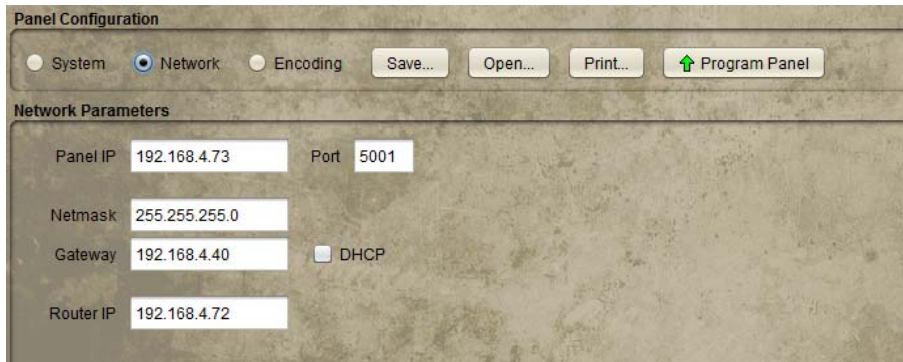 Panel Configuration
System Network Encoding Save... Open... Print... Program Panel
Network Parameters
Panel IP 192.168.4.73 Port 5001
Netmask 255.255.255.0
Gateway 192.168.4.40 DHCP
Router IP 192.168.4.72